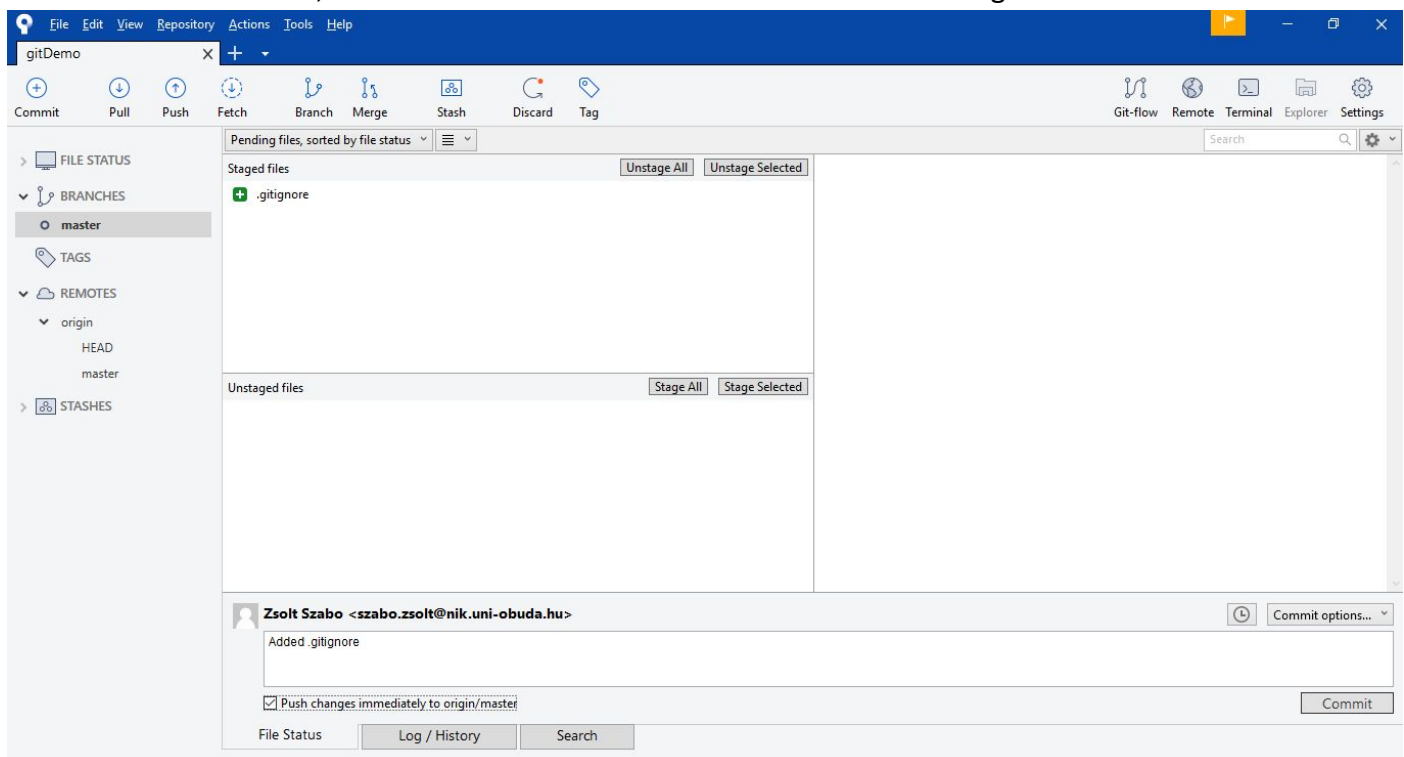 File Edit View Repository Actions Tools Help
gitDemo
Commit Pull Push Fetch Branch Merge Stash Discard Tag Git-flow Remote Terminal Explorer Settings
Pending files, sorted by file status Search
FILE STATUS
BRANCHES
master
TAGS
REMOTES
origin
HEAD
master
STASHES
Staged files Unstage All Unstage Selected
.gitignore
Unstaged files Stage All Stage Selected
Zsolt Szabo <szabo.zsolt@nik.uni-obuda.hu> Commit options...
Added .gitignore
Push changes immediately to origin/master Commit
File Status Log / History Search